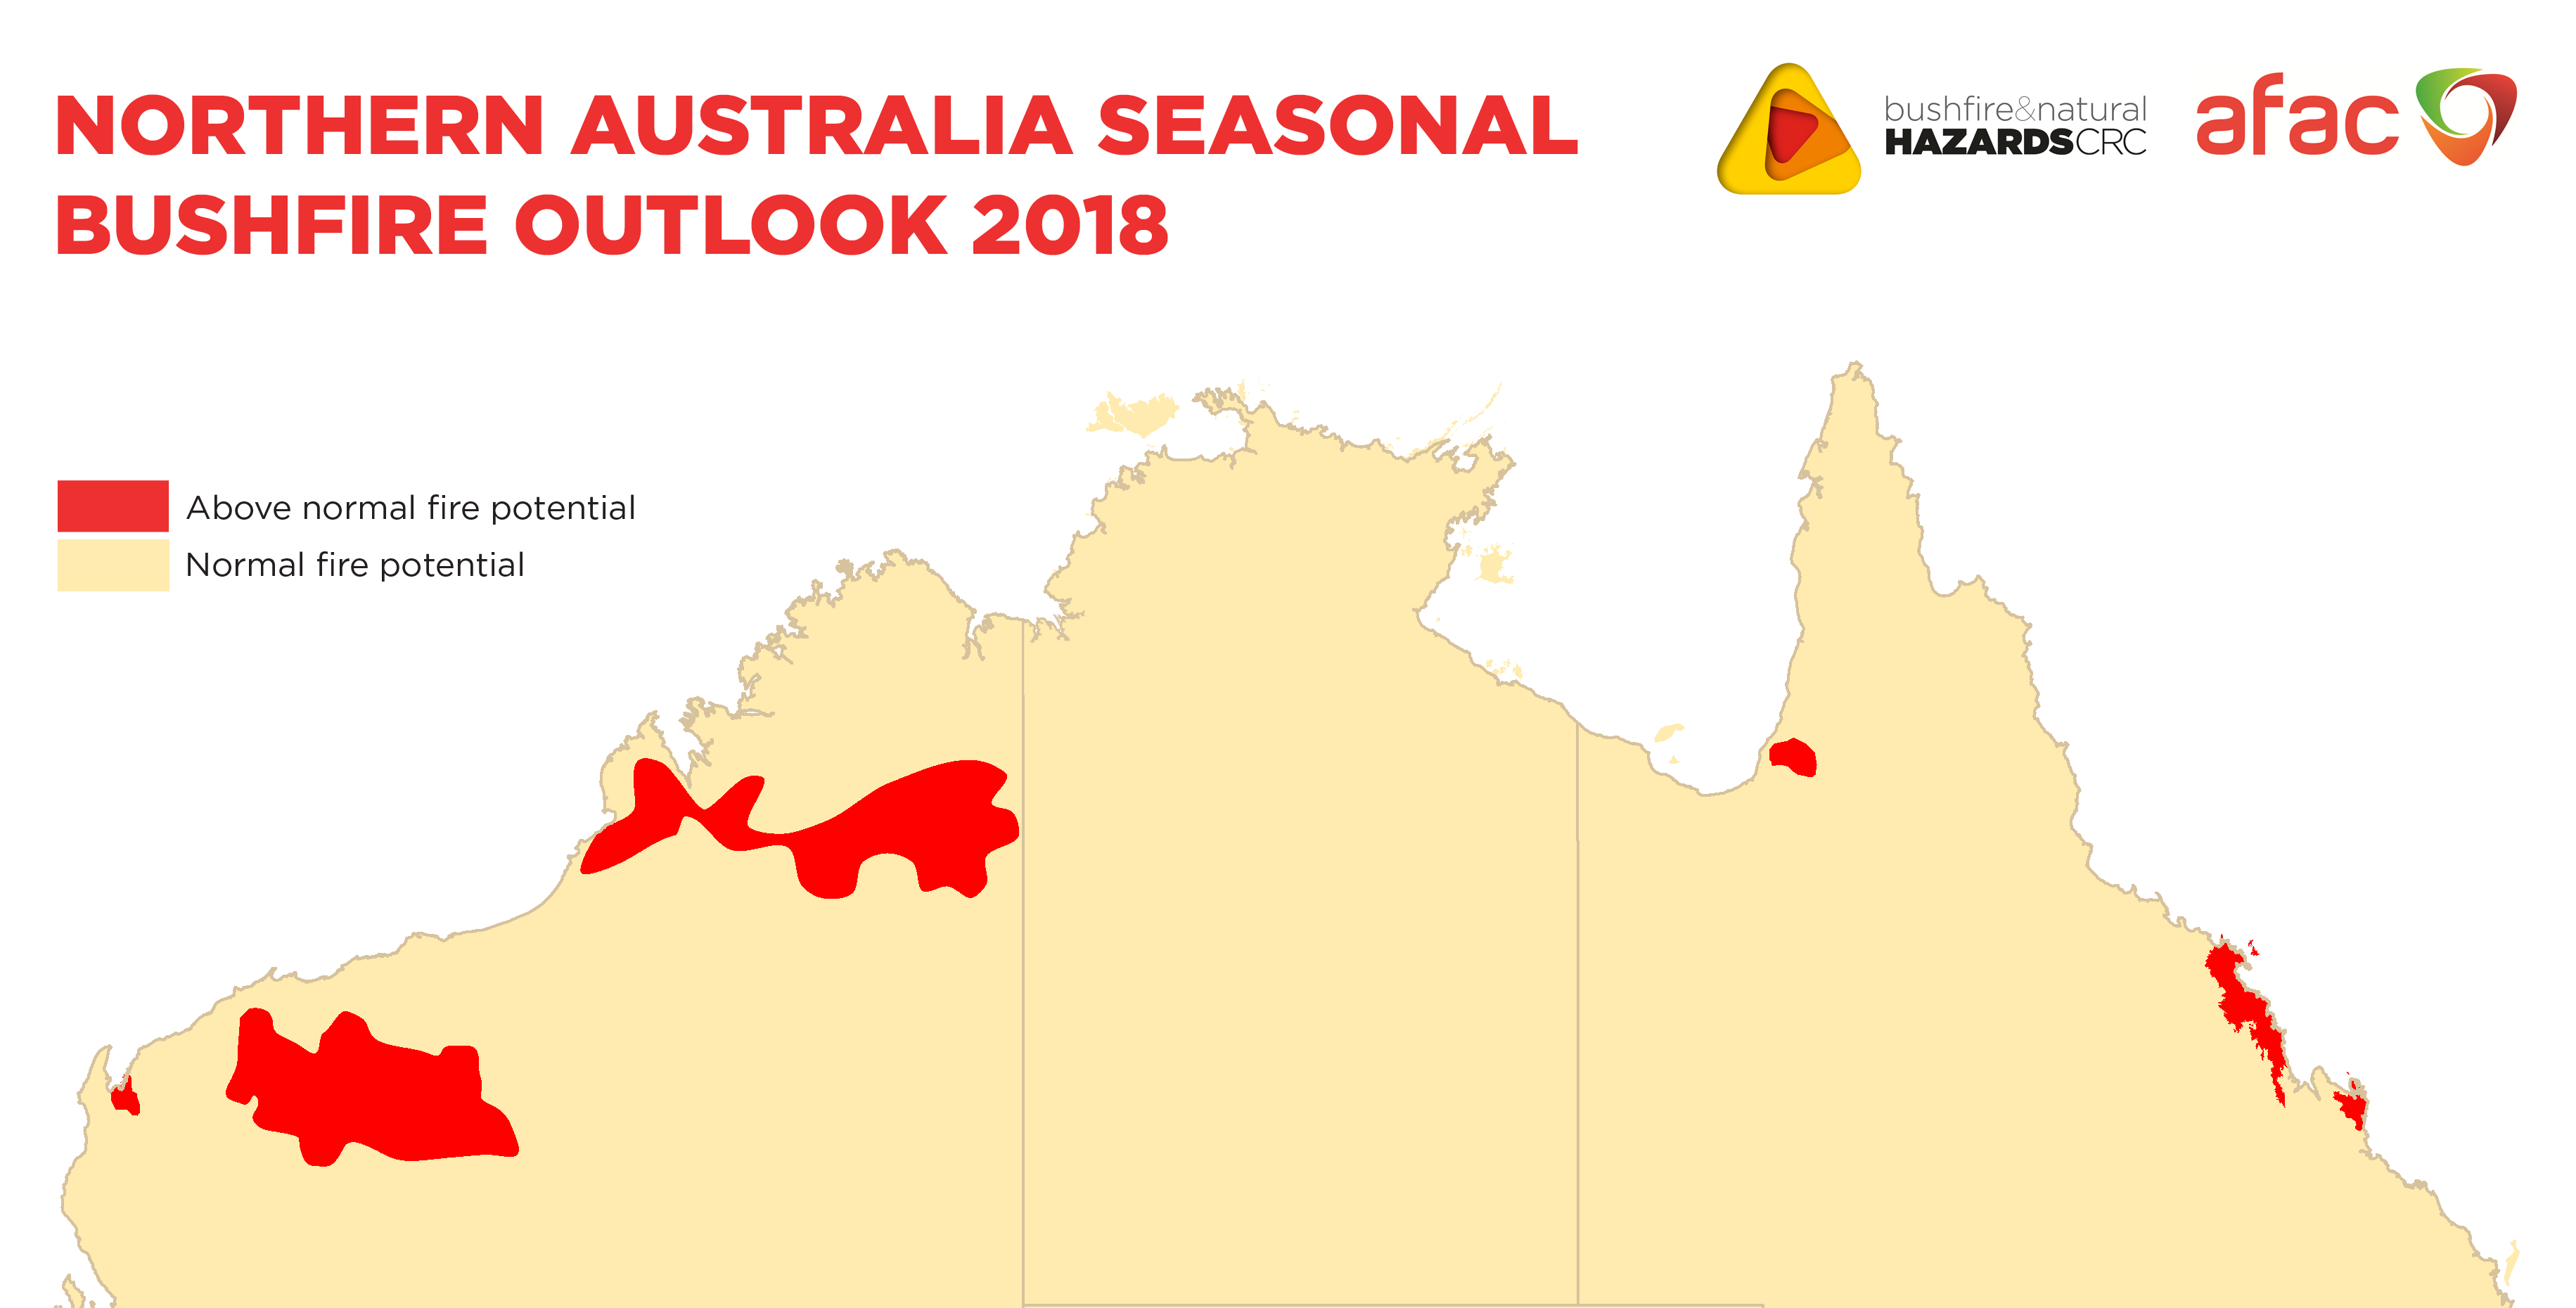 NORTHERN AUSTRALIA SEASONAL
BUSHFIRE OUTLOOK 2018
bushfire&natural
HAZARDSCRC
afac
Above normal fire potential
Normal fire potential